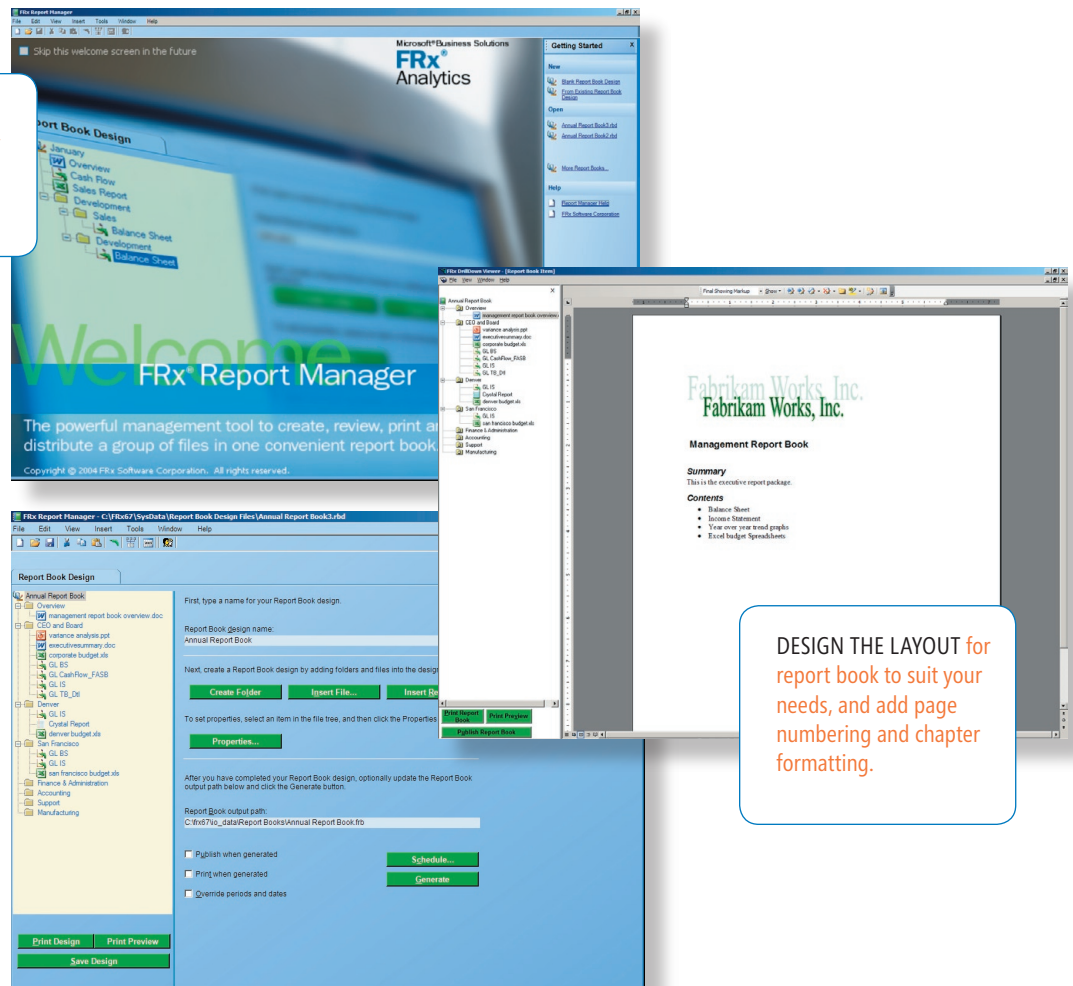 FRx Report Manager
File Edit View Insert Tools Window Help
Skip this welcome screen in the future
Microsoft® Business Solutions
FRx®
Analytics
Getting Started X
New
Blank Report Book Design
From Existing Report Book
Design
Open
Annual Report Book3.rbd
Annual Report Book2.rbd
More Report Books...
Help
Report Manager Help
FRx Software Corporation
ort Book Design
January
Overview
Cash Flow
Sales Report
Development
Sales
Balance Sheet
Development
Balance Sheet
Welcome
FRx® Report Manager
The powerful management tool to create, review, print an
distribute a group of files in one convenient report book.
Copyright © 2004 FRx Software Corporation. All rights reserved.
FRx DrillDown Viewer - [Report Book Item]
File View Window Help
Final Showing Markup Show
Annual Report Book
Overview
management report book overview
CEO and Board
variance analysis.ppt
executivesummary.doc
corporate budget.xls
GL BS
GL CashFlow_FASB
GL IS
GL TB_Dtl
Denver
GL IS
Crystal Report
denver budget.xls
San Francisco
GL IS
san francisco budget.xls
Finance & Administration
Accounting
Support
Manufacturing
Print Report
Book
Print Preview
Publish Report Book
Fabrikam Works, Inc.
Fabrikam Works, Inc.
Management Report Book
Summary
This is the executive report package.
Contents
• Balance Sheet
• Income Statement
• Year over year trend graphs
• Excel budget Spreadsheets
FRx Report Manager - C:\FRx67\SysData\Report Book Design Files\Annual Report Book3.rbd
File Edit View Insert Tools Window Help
Report Book Design
Annual Report Book
Overview
management report book overview.doc
CEO and Board
variance analysis.ppt
executivesummary.doc
corporate budget.xls
GL BS
GL CashFlow_FASB
GL IS
GL TB_Dtl
Denver
GL IS
Crystal Report
denver budget.xls
San Francisco
GL BS
GL IS
san francisco budget.xls
Finance & Administration
Accounting
Support
Manufacturing
Print Design Print Preview
Save Design
First, type a name for your Report Book design.
Report Book design name:
Annual Report Book
Next, create a Report Book design by adding folders and files into the design
Create Folder Insert File... Insert Re
To set properties, select an item in the file tree, and then click the Properties
Properties...
After you have completed your Report Book design, optionally update the Report Book
output path below and click the Generate button.
Report Book output path:
C:\frx67\io_data\Report Books\Annual Report Book.frb
Publish when generated
Schedule...
Print when generated
Generate
Override periods and dates
DESIGN THE LAYOUT for
report book to suit your
needs, and add page
numbering and chapter
formatting.